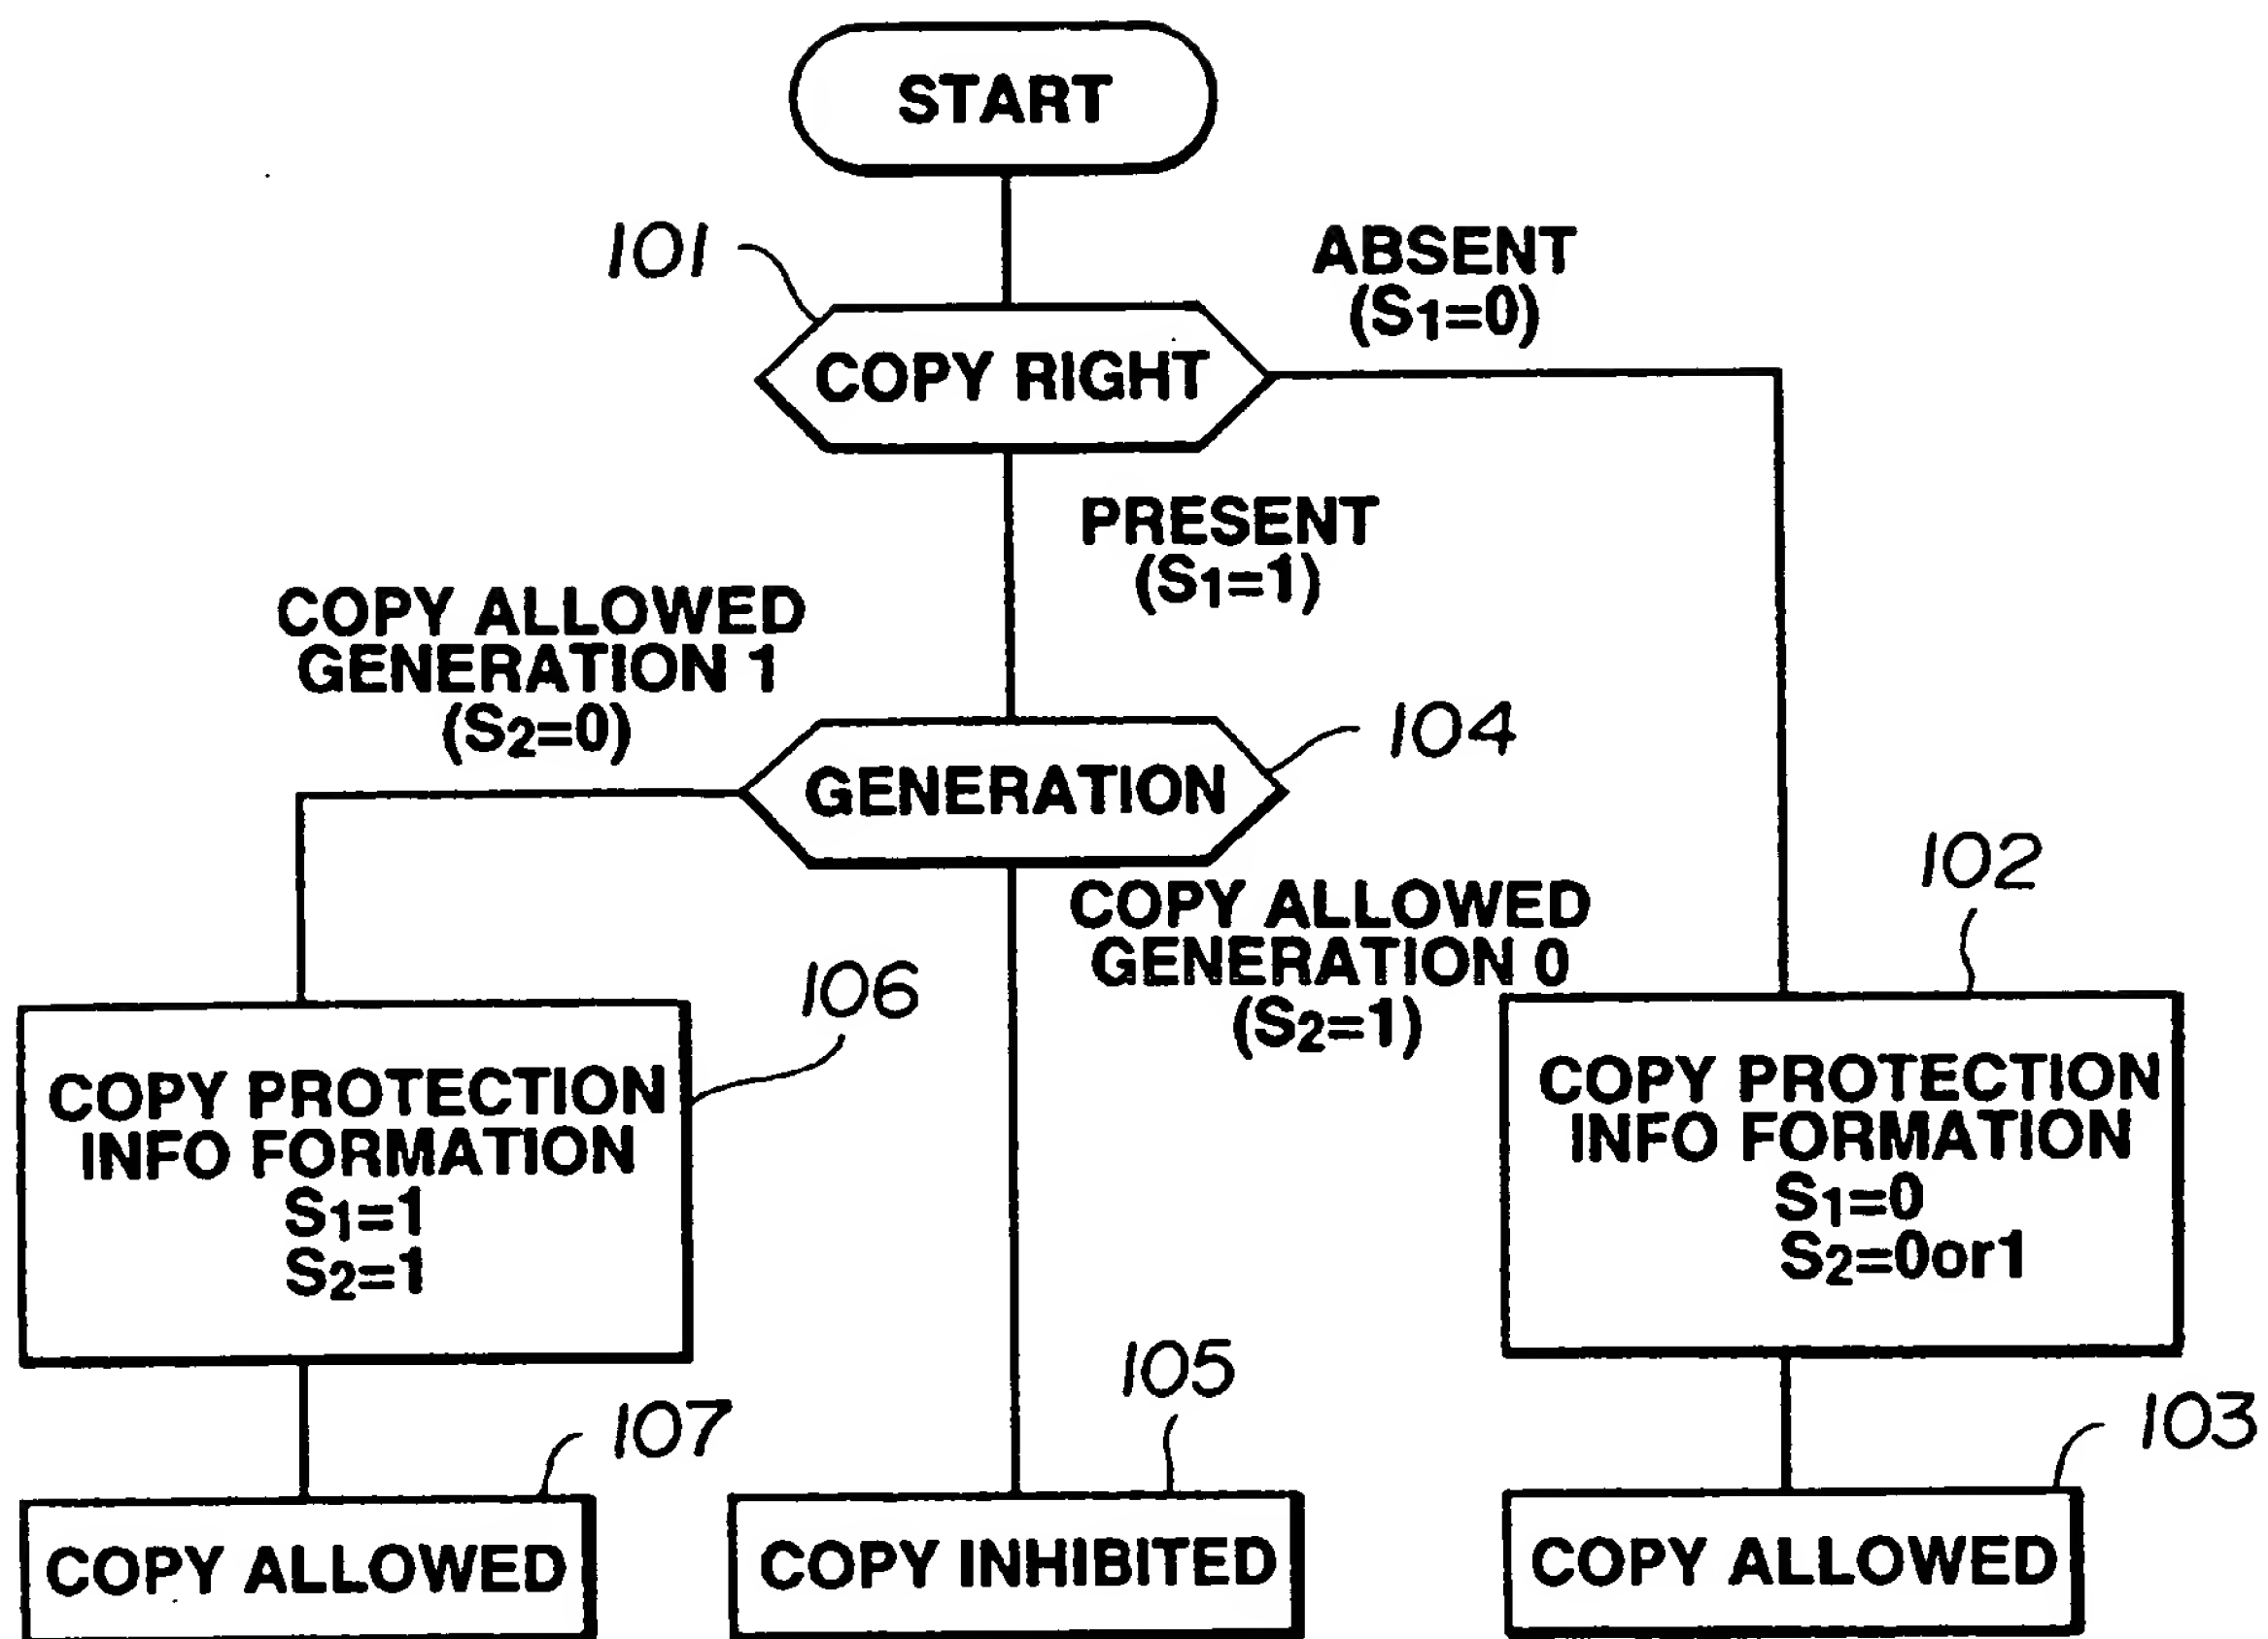 START
101
ABSENT
(S1=0)
COPY RIGHT
PRESENT
(S1=1)
COPY ALLOWED
GENERATION 1
(S2=0)
104
GENERATION
102
COPY ALLOWED
GENERATION 0
(S2=1)
106
COPY PROTECTION
INFO FORMATION
S1=1
S2=1
COPY PROTECTION
INFO FORMATION
S1=0
S2=0or1
107
105
103
COPY ALLOWED
COPY INHIBITED
COPY ALLOWED